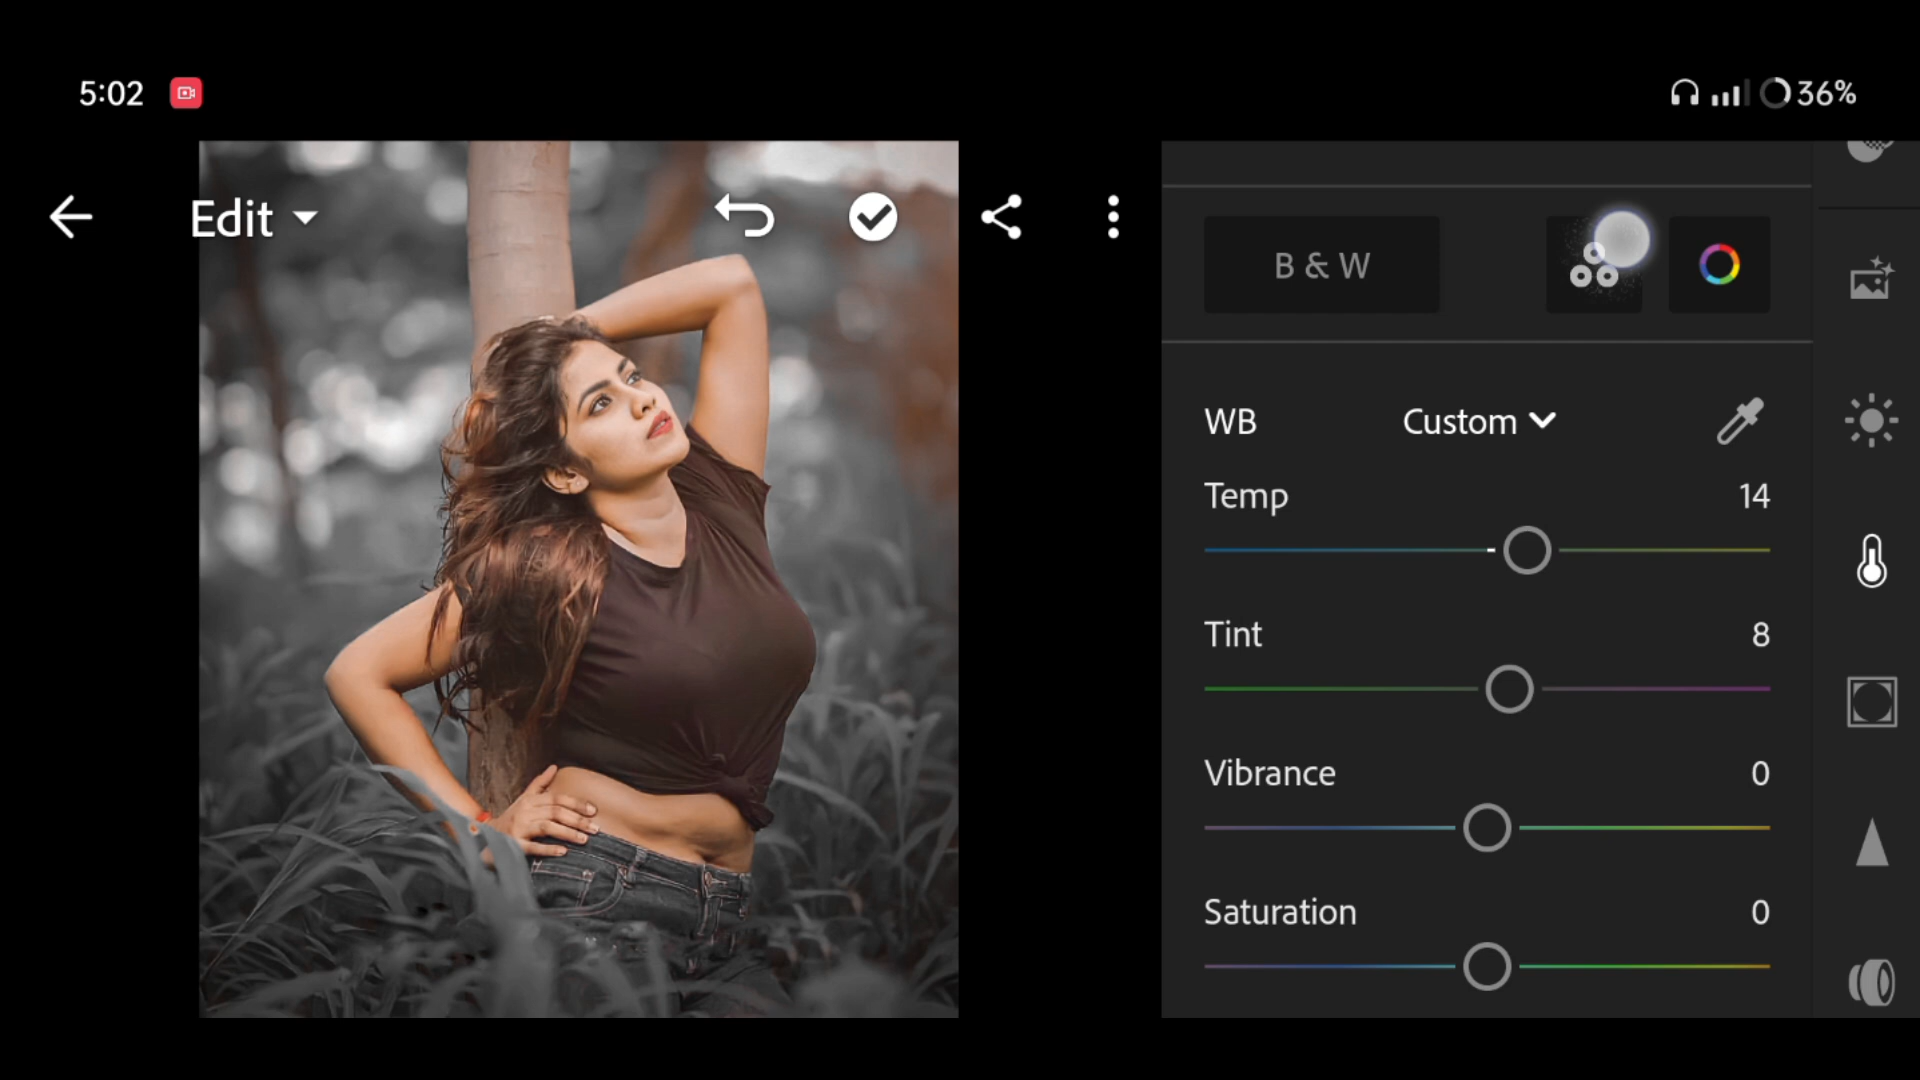 5:02
36%
Edit
B & W
WB Custom
Temp 14
Tint 8
Vibrance 0
Saturation 0